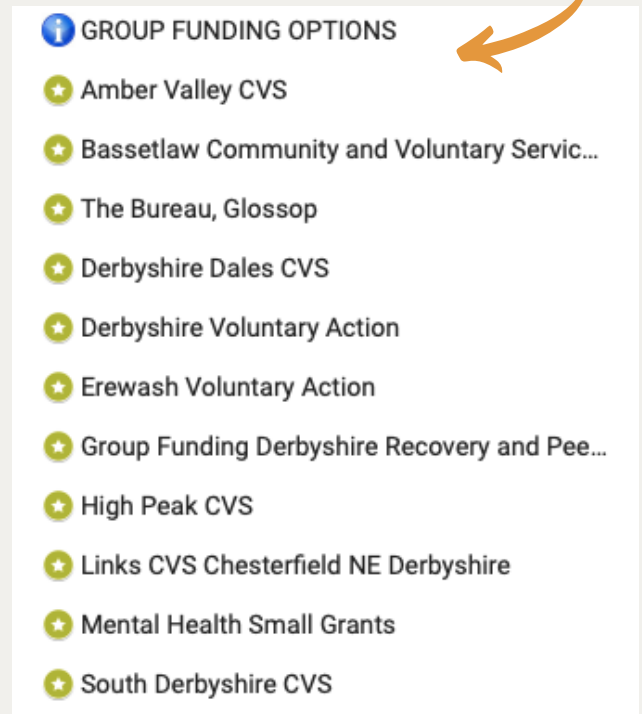 GROUP FUNDING OPTIONS
Amber Valley CVS
Bassetlaw Community and Voluntary Servic...
The Bureau, Glossop
Derbyshire Dales CVS
Derbyshire Voluntary Action
Erewash Voluntary Action
Group Funding Derbyshire Recovery and Pee...
High Peak CVS
Links CVS Chesterfield NE Derbyshire
Mental Health Small Grants
South Derbyshire CVS